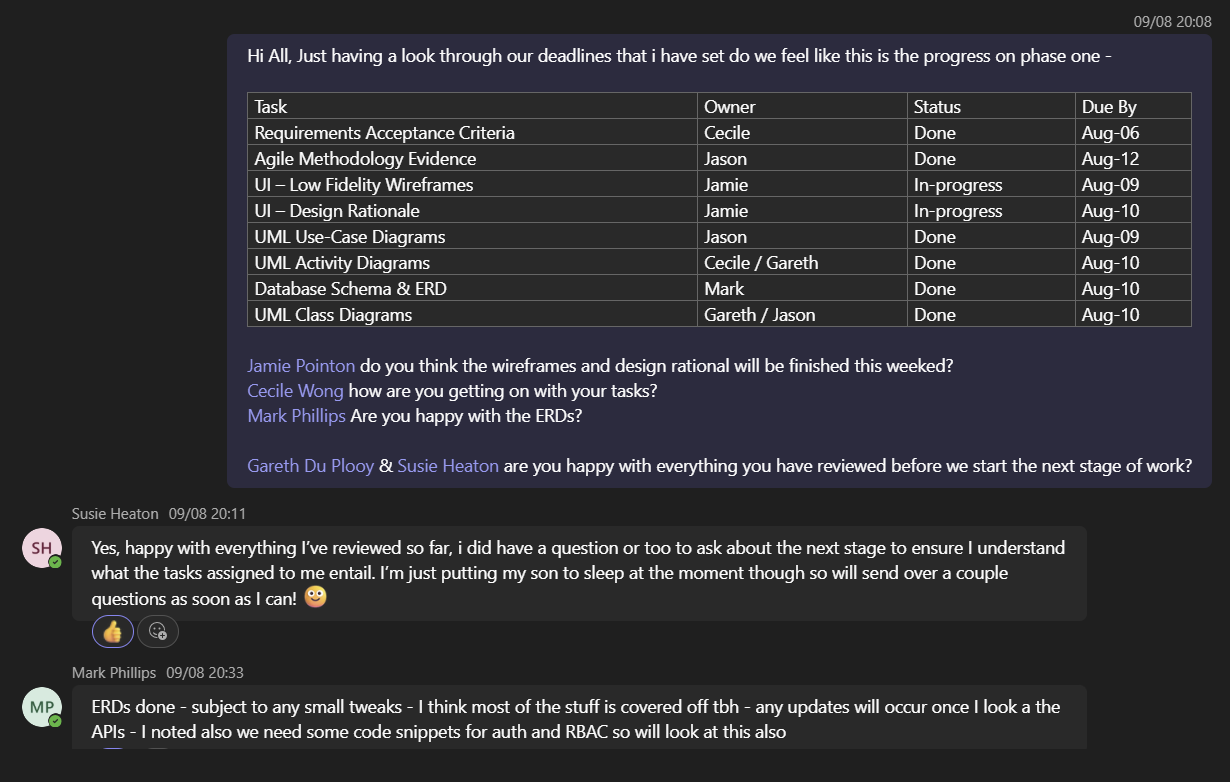 09/08 20:08
Hi All, Just having a look through our deadlines that i have set do we feel like this is the progress on phase one -
Task Owner Status Due By
Requirements Acceptance Criteria Cecile Done Aug-06
Agile Methodology Evidence Jason Done Aug-12
UI – Low Fidelity Wireframes Jamie In-progress Aug-09
UI – Design Rationale Jamie In-progress Aug-10
UML Use-Case Diagrams Jason Done Aug-09
UML Activity Diagrams Cecile / Gareth Done Aug-10
Database Schema & ERD Mark Done Aug-10
UML Class Diagrams Gareth / Jason Done Aug-10
Jamie Pointon do you think the wireframes and design rational will be finished this weeked?
Cecile Wong how are you getting on with your tasks?
Mark Phillips Are you happy with the ERDs?
Gareth Du Plooy & Susie Heaton are you happy with everything you have reviewed before we start the next stage of work?
Susie Heaton 09/08 20:11
SH
Yes, happy with everything I’ve reviewed so far, i did have a question or too to ask about the next stage to ensure I understand
what the tasks assigned to me entail. I’m just putting my son to sleep at the moment though so will send over a couple
questions as soon as I can!
Mark Phillips 09/08 20:33
MP
ERDs done - subject to any small tweaks - I think most of the stuff is covered off tbh - any updates will occur once I look a the
APIs - I noted also we need some code snippets for auth and RBAC so will look at this also